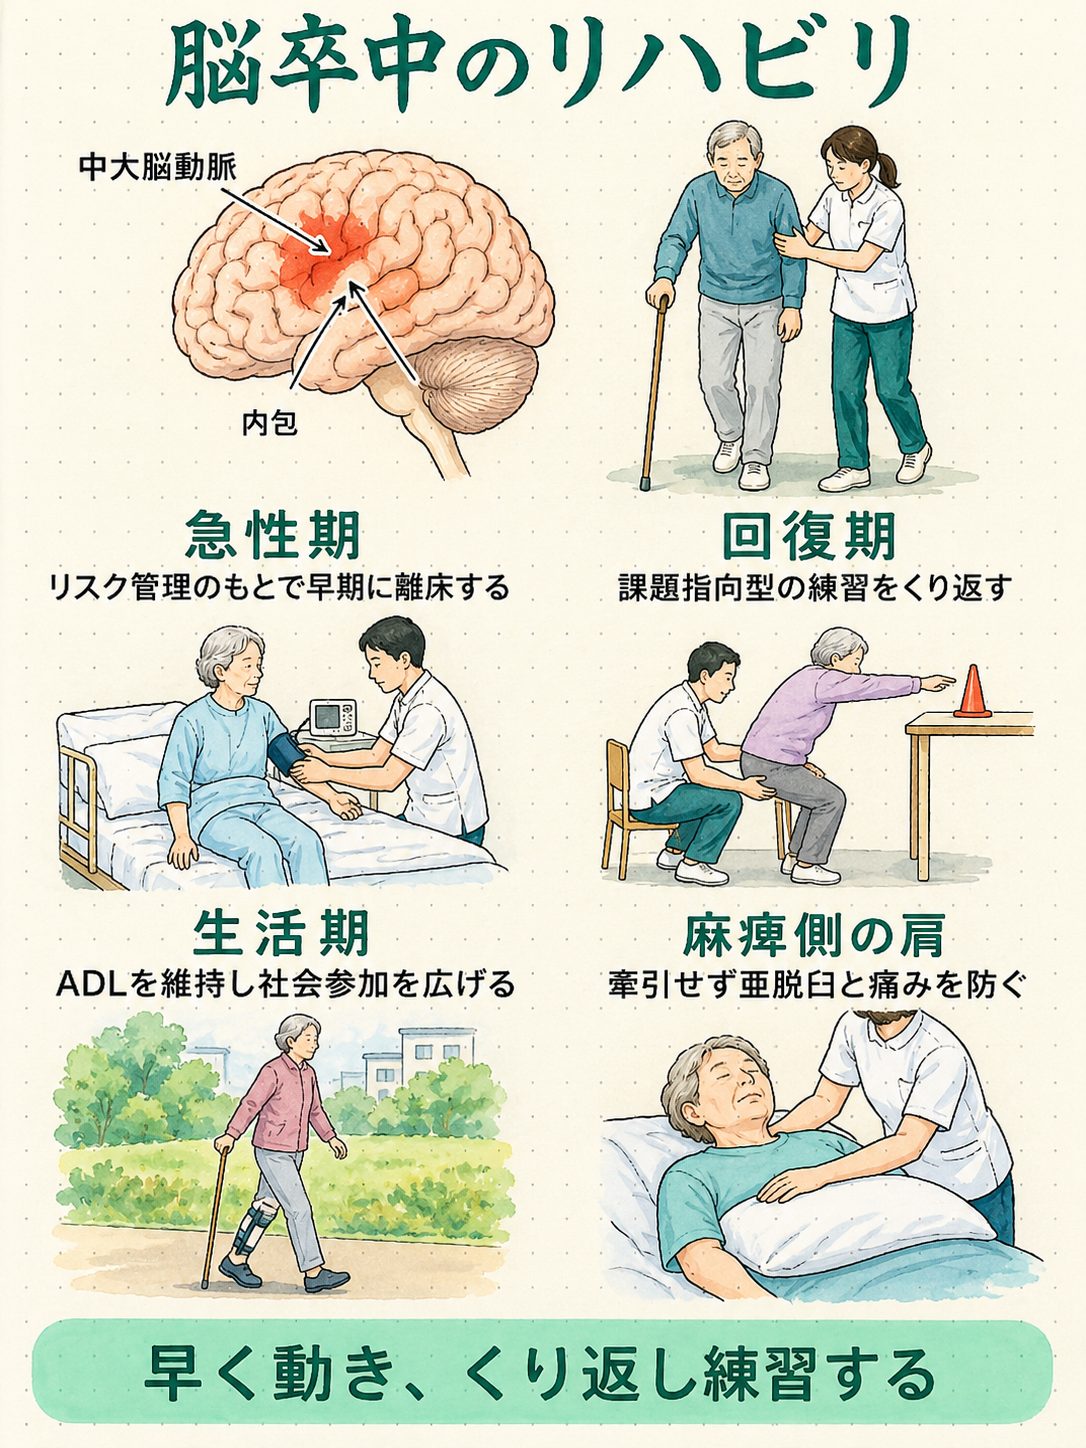 脳卒中のリハビリ
中大脳動脈
内包
急性期
リスク管理のもとで早期に離床する
回復期
課題指向型の練習をくり返す
生活期
ADLを維持し社会参加を広げる
麻痺側の肩
牽引せず亜脱臼と痛みを防ぐ
早く動き、くり返し練習する